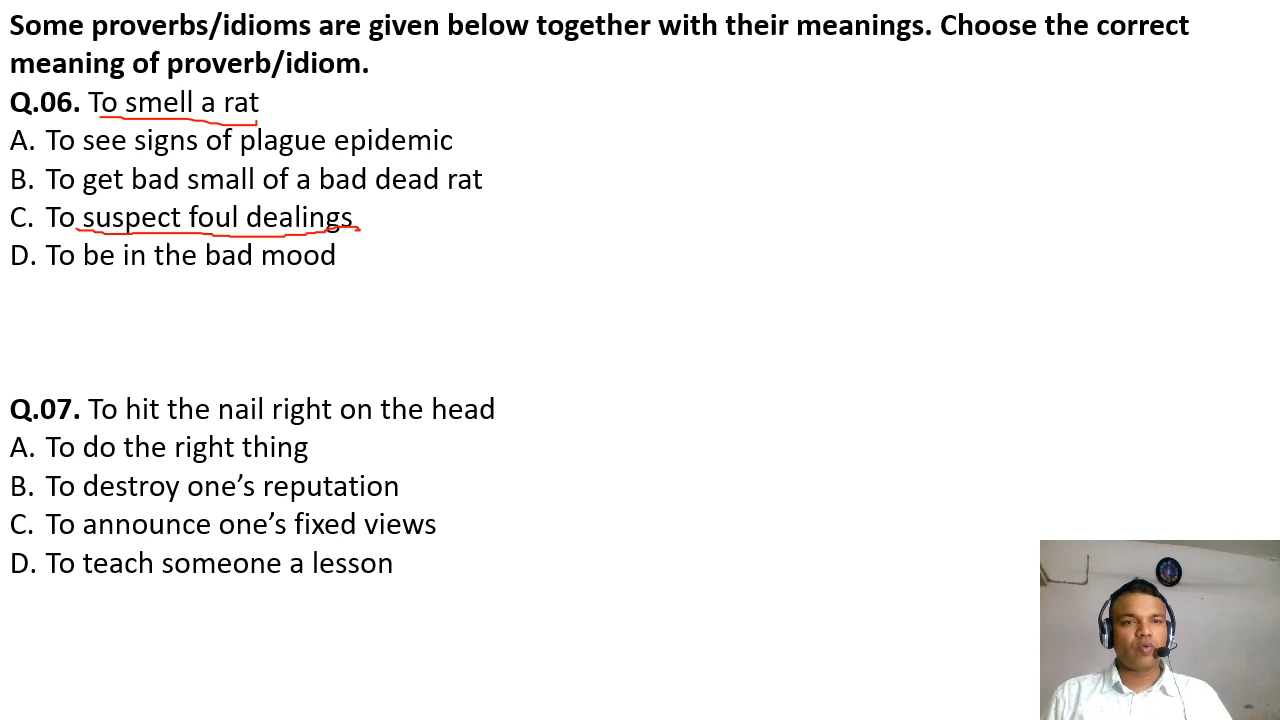 Some proverbs/idioms are given below together with their meanings. Choose the correct
meaning of proverb/idiom.
Q.06. To smell a rat
A. To see signs of plague epidemic
B. To get bad small of a bad dead rat
C. To suspect foul dealings
D. To be in the bad mood
Q.07. To hit the nail right on the head
A. To do the right thing
B. To destroy one’s reputation
C. To announce one’s fixed views
D. To teach someone a lesson